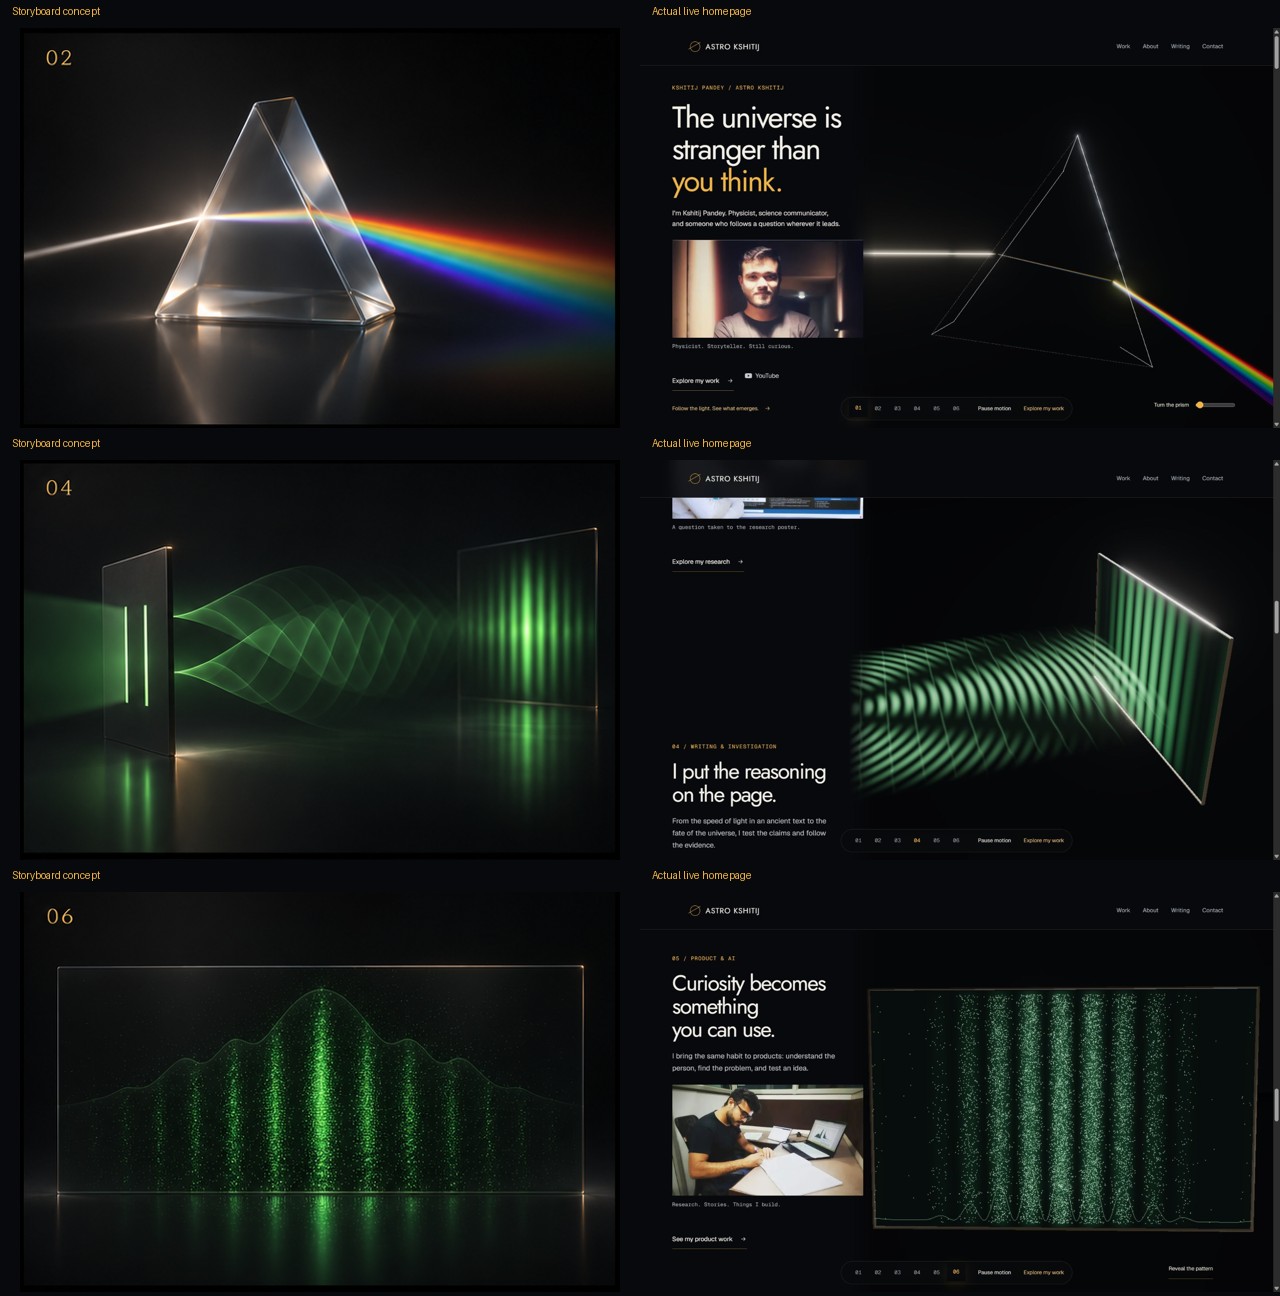 Storyboard concept
02
Actual live homepage
ASTRO KSHITIJ
Work About Writing Contact
KSHITIJ PANDEY / ASTRO KSHITIJ
The universe is
stranger than
you think.
I'm Kshitij Pandey. Physicist, science communicator,
and someone who follows a question wherever it leads.
Physicist. Storyteller. Still curious.
Explore my work → YouTube
Follow the light. See what emerges. →
01 02 03 04 05 06 Pause motion Explore my work
Turn the prism
Storyboard concept
04
Actual live homepage
ASTRO KSHITIJ
Work About Writing Contact
A question taken to the research poster.
Explore my research →
04 / WRITING & INVESTIGATION
I put the reasoning
on the page.
From the speed of light in an ancient text to the
fate of the universe, I test the claims and follow
the evidence.
01 02 03 04 05 06 Pause motion Explore my work
Storyboard concept
06
Actual live homepage
ASTRO KSHITIJ
Work About Writing Contact
05 / PRODUCT & AI
Curiosity becomes
something
you can use.
I bring the same habit to products: understand the
person, find the problem, and test an idea.
Research. Stories. Things I build.
See my product work →
01 02 03 04 05 06 Pause motion Explore my work
Reveal the pattern